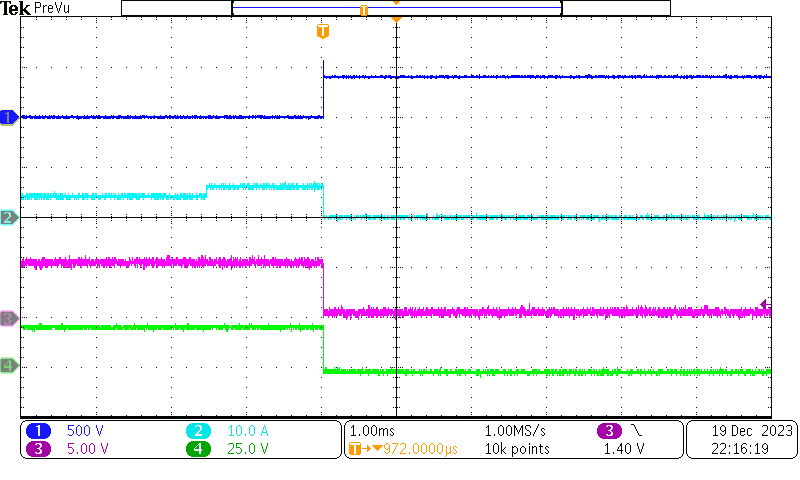 Tek PreVu
T
T
1
2
3
4
1 500 V 2 10.0 A 1.00ms 1.00MS/s 3 19 Dec 2023
3 5.00 V 4 25.0 V T→▼972.0000µs 10k points 1.40 V 22:16:19